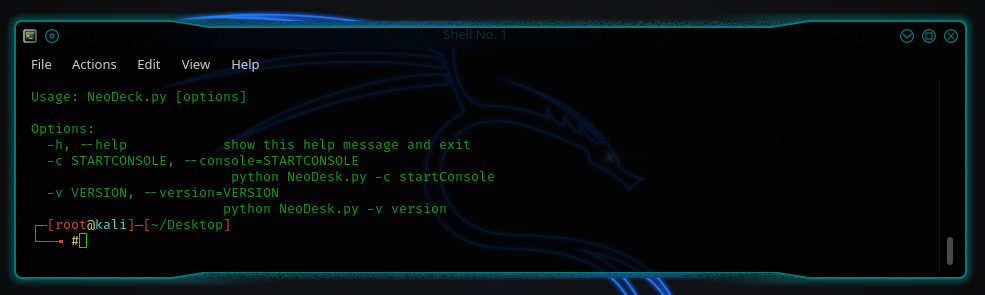 Shell No. 1
File Actions Edit View Help
Usage: NeoDeck.py [options]
Options:
-h, --help show this help message and exit
-c STARTCONSOLE, --console=STARTCONSOLE
python NeoDesk.py -c startConsole
-v VERSION, --version=VERSION
python NeoDesk.py -v version
┌─[root@kali]─[~/Desktop]
└──╼ #